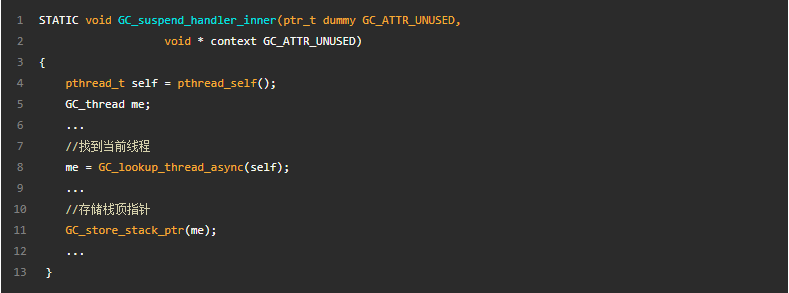 1 STATIC void GC_suspend_handler_inner(ptr_t dummy GC_ATTR_UNUSED,
2 void * context GC_ATTR_UNUSED)
3 {
4 pthread_t self = pthread_self();
5 GC_thread me;
6 ...
7 //找到当前线程
8 me = GC_lookup_thread_async(self);
9 ...
10 //存储栈顶指针
11 GC_store_stack_ptr(me);
12 ...
13 }